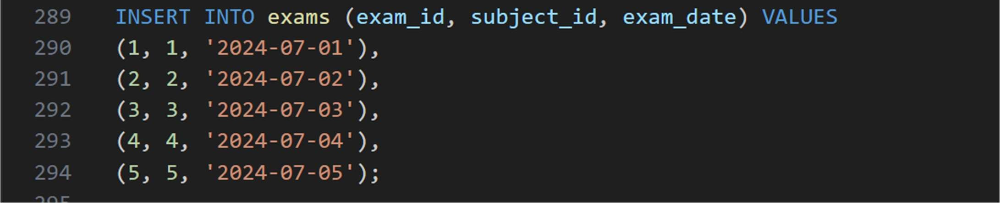 289 INSERT INTO exams (exam_id, subject_id, exam_date) VALUES
290 (1, 1, '2024-07-01'),
291 (2, 2, '2024-07-02'),
292 (3, 3, '2024-07-03'),
293 (4, 4, '2024-07-04'),
294 (5, 5, '2024-07-05');
295